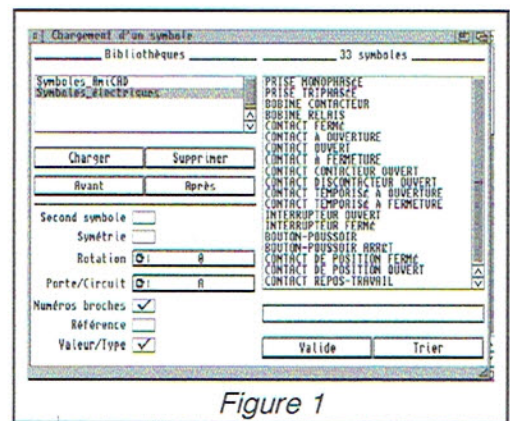 Chargement d'un symbole
Bibliothèques
Symboles_AmiCAD
Symboles_électriques
Charger
Supprimer
Avant
Après
Second symbole
Symétrie
Rotation
0
Porte/Circuit
A
Numéros broches
Référence
Valeur/Type
33 symboles
PRISE MONOPHASéE
PRISE TRIPHASéE
BOBINE CONTACTEUR
BOBINE RELAIS
CONTACT FERMé
CONTACT à OUVERTURE
CONTACT OUVERT
CONTACT à FERMETURE
CONTACT CONTACTEUR OUVERT
CONTACT DISCONTACTEUR OUVERT
CONTACT TEMPORISé à OUVERTURE
CONTACT TEMPORISé à FERMETURE
INTERRUPTEUR OUVERT
INTERRUPTEUR FERMé
BOUTON-POUSSOIR
BOUTON-POUSSOIR ARRêT
CONTACT DE POSITION FERMé
CONTACT DE POSITION OUVERT
CONTACT REPOS-TRAVAIL
Valide
Trier
Figure 1